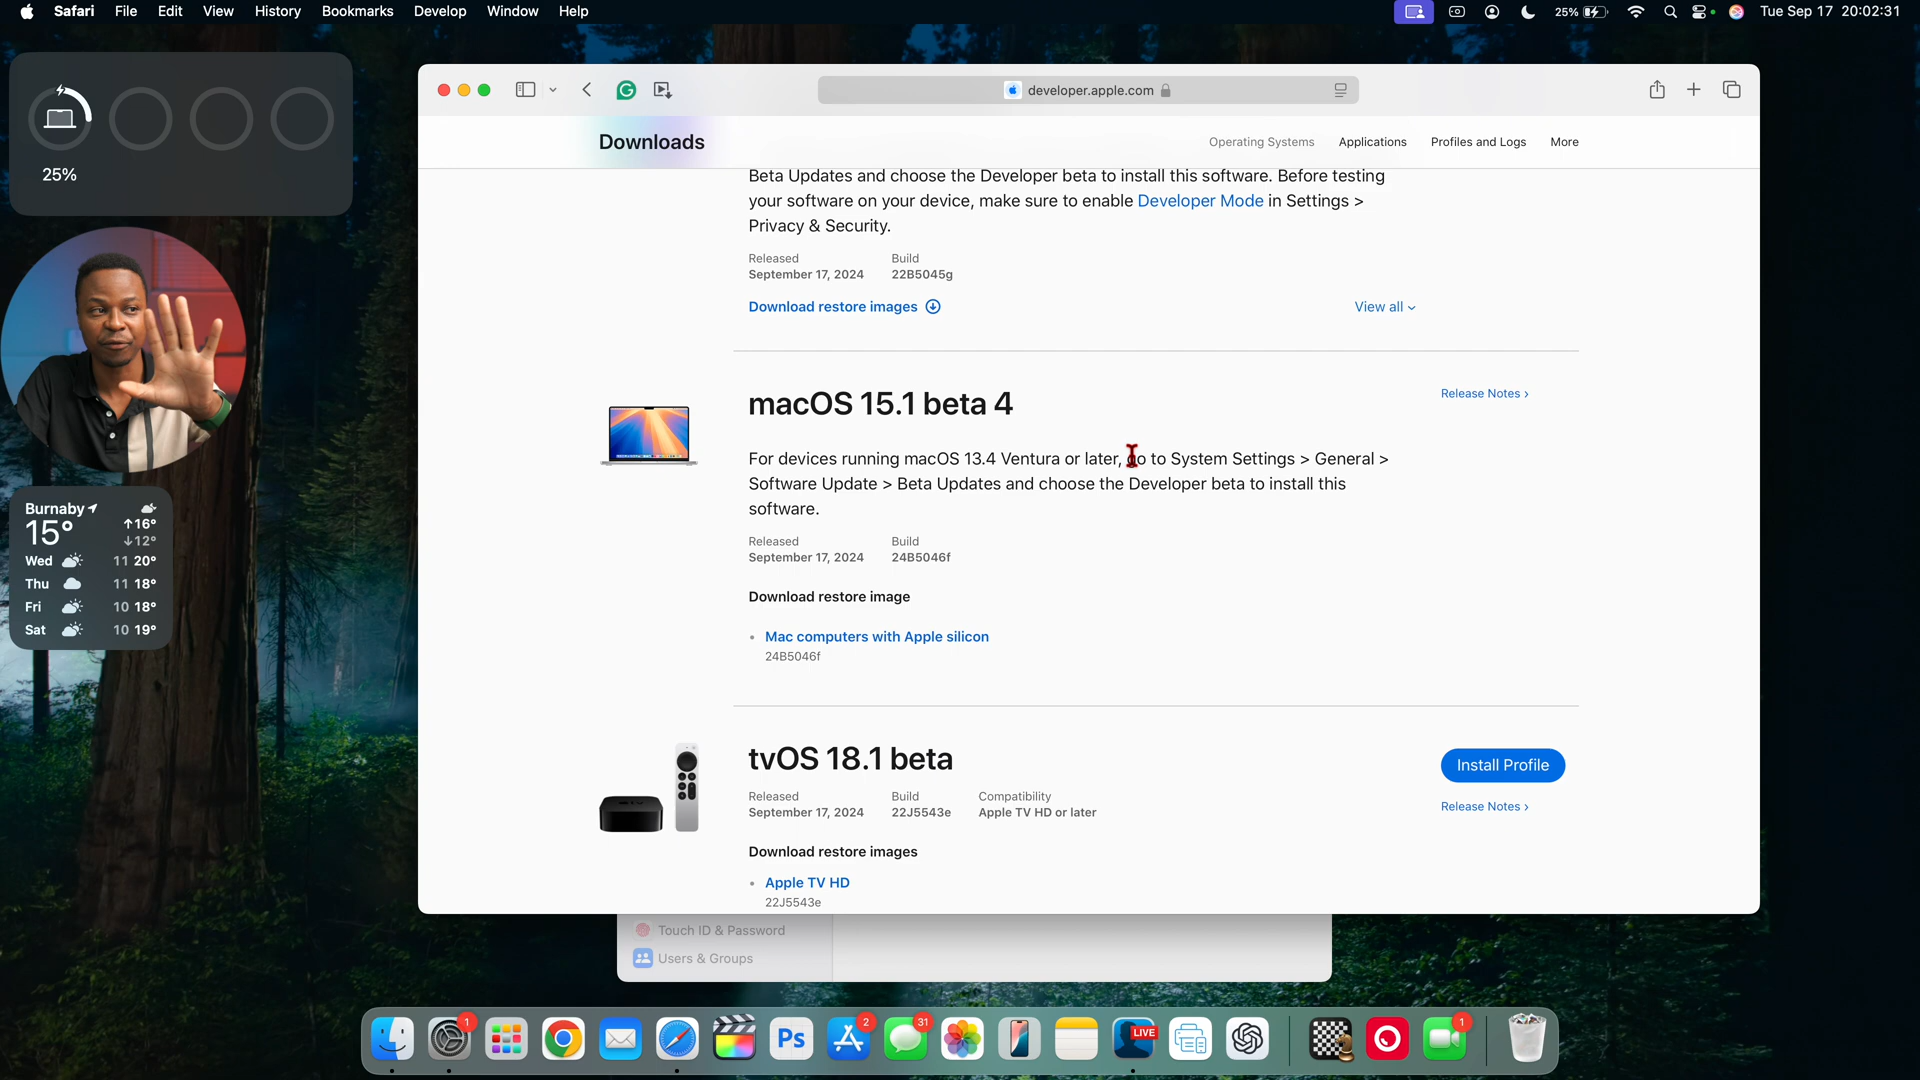 Safari File Edit View History Bookmarks Develop Window Help
25% Tue Sep 17 20:02:31
25%
Burnaby
15°
↑16°
↓12°
Wed 11 20°
Thu 11 18°
Fri 10 18°
Sat 10 19°
developer.apple.com
Downloads
Operating Systems Applications Profiles and Logs More
Beta Updates and choose the Developer beta to install this software. Before testing
your software on your device, make sure to enable Developer Mode in Settings >
Privacy & Security.
Released Build
September 17, 2024 22B5045g
Download restore images View all
macOS 15.1 beta 4
Release Notes >
For devices running macOS 13.4 Ventura or later, go to System Settings > General >
Software Update > Beta Updates and choose the Developer beta to install this
software.
Released Build
September 17, 2024 24B5046f
Download restore image
• Mac computers with Apple silicon
24B5046f
tvOS 18.1 beta
Install Profile
Released Build Compatibility
September 17, 2024 22J5543e Apple TV HD or later
Release Notes >
Download restore images
• Apple TV HD
22J5543e
Touch ID & Password
Users & Groups
1
Ps
2
31
LIVE
1